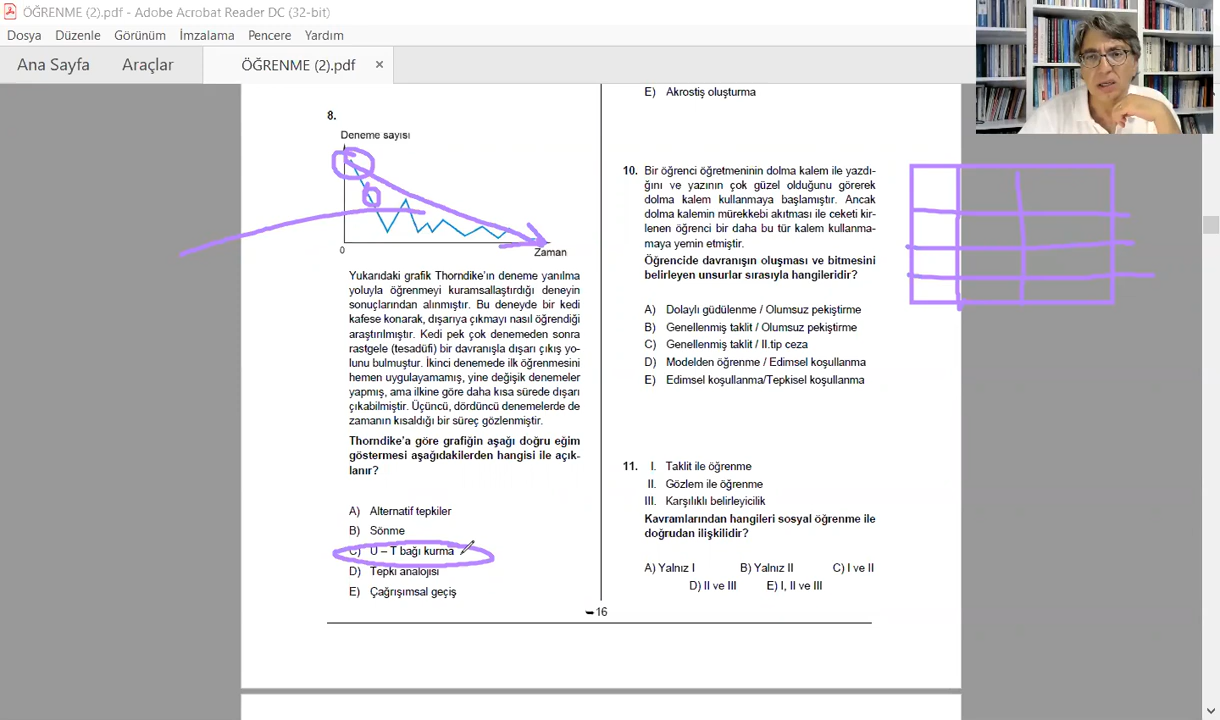 ÖĞRENME (2).pdf - Adobe Acrobat Reader DC (32-bit)
Dosya Düzenle Görünüm İmzalama Pencere Yardım
Ana Sayfa Araçlar ÖĞRENME (2).pdf ×
8.
Deneme sayısı
0
Zaman
Yukarıdaki grafik Thorndike'ın deneme yanılma
yoluyla öğrenmeyi kuramsallaştırdığı deneyin
sonuçlarından alınmıştır. Bu deneyde bir kedi
kafese konarak, dışarıya çıkmayı nasıl öğrendiği
araştırılmıştır. Kedi pek çok denemeden sonra
rastgele (tesadüfi) bir davranışla dışarı çıkış yo-
lunu bulmuştur. İkinci denemede ilk öğrenmesini
hemen uygulayamamış, yine değişik denemeler
yapmış, ama ilkine göre daha kısa sürede dışarı
çıkabilmiştir. Üçüncü, dördüncü denemelerde de
zamanın kısaldığı bir süreç gözlenmiştir.
Thorndike'a göre grafiğin aşağı doğru eğim
göstermesi aşağıdakilerden hangisi ile açık-
lanır?
A) Alternatif tepkiler
B) Sönme
C) U – T bağı kurma
D) Tepki analojisi
E) Çağrışımsal geçiş
E) Akrostiş oluşturma
10. Bir öğrenci öğretmeninin dolma kalem ile yazdı-
ğını ve yazının çok güzel olduğunu görerek
dolma kalem kullanmaya başlamıştır. Ancak
dolma kalemin mürekkebi akıtması ile ceketi kir-
lenen öğrenci bir daha bu tür kalem kullanma-
maya yemin etmiştir.
Öğrencide davranışın oluşması ve bitmesini
belirleyen unsurlar sırasıyla hangileridir?
A) Dolaylı güdülenme / Olumsuz pekiştirme
B) Genellenmiş taklit / Olumsuz pekiştirme
C) Genellenmiş taklit / II.tip ceza
D) Modelden öğrenme / Edimsel koşullanma
E) Edimsel koşullanma/Tepkisel koşullanma
11. I. Taklit ile öğrenme
II. Gözlem ile öğrenme
III. Karşılıklı belirleyicilik
Kavramlarından hangileri sosyal öğrenme ile
doğrudan ilişkilidir?
A) Yalnız I B) Yalnız II C) I ve II
D) II ve III E) I, II ve III
16